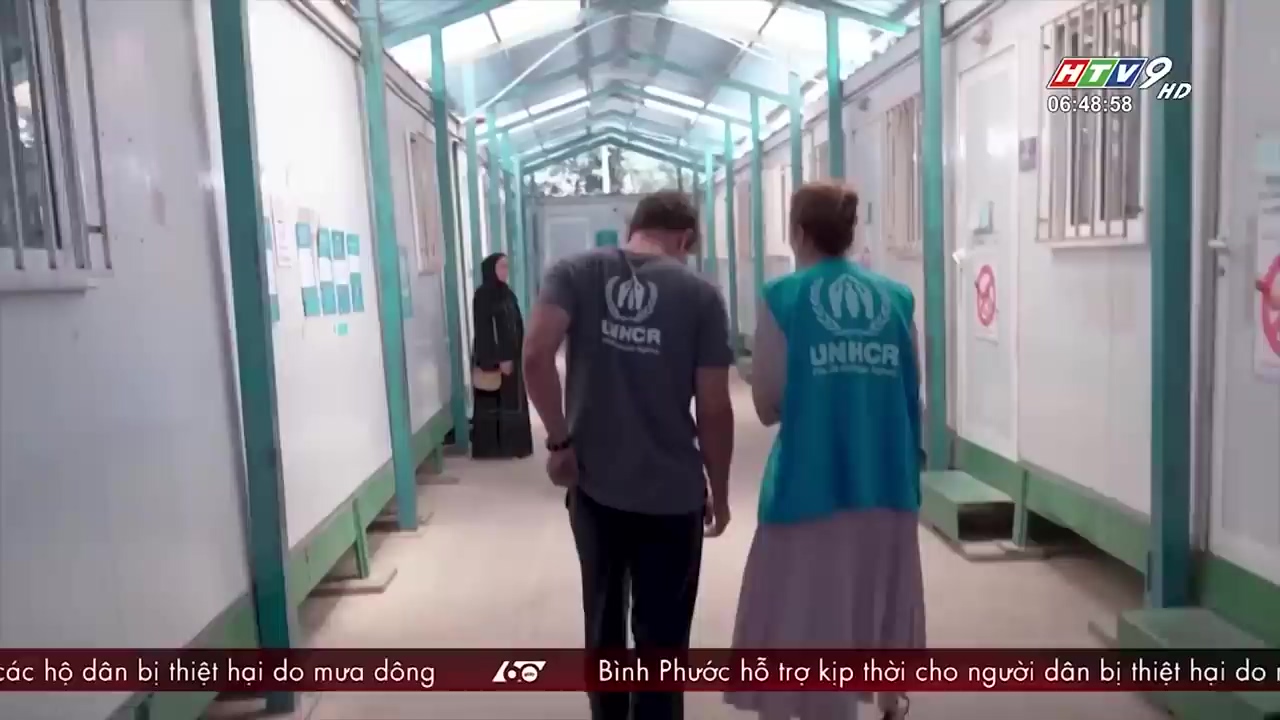 HTV9 HD
06:48:58
UNHCR
UNHCR
các hộ dân bị thiệt hại do mưa dông
60
Bình Phước hỗ trợ kịp thời cho người dân bị thiệt hại do